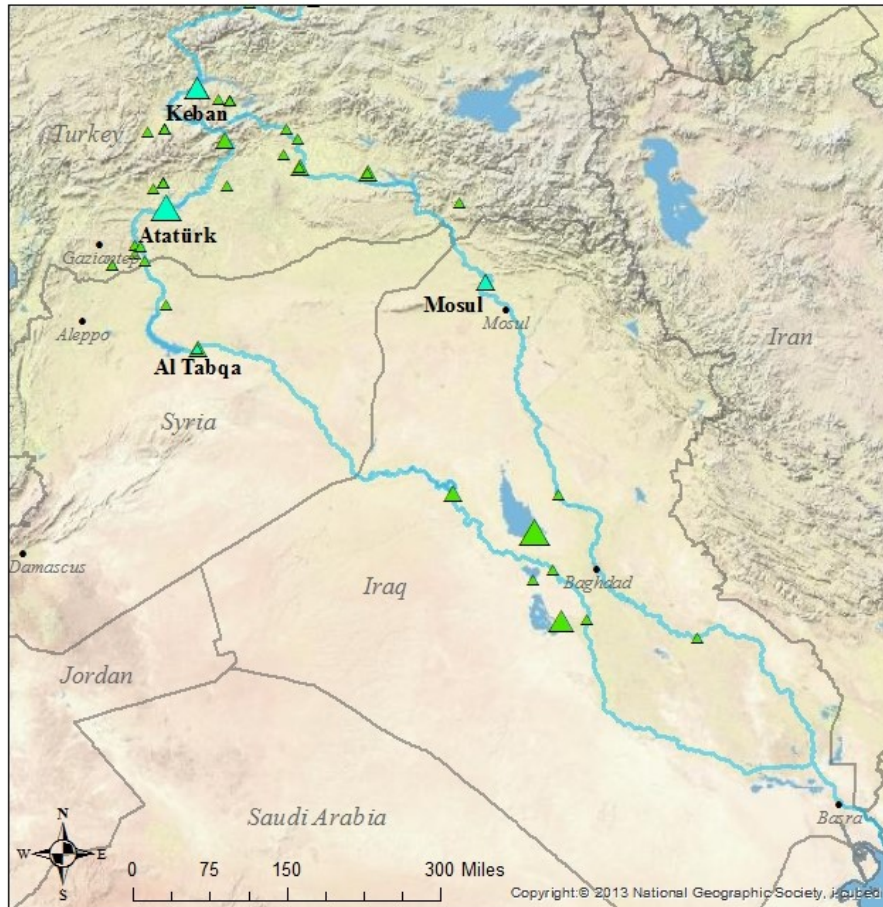 Keban
Turkey
Atatürk
Gaziantep
Mosul
Mosul
Aleppo
Iran
Al Tabqa
Syria
Damascus
Baghdad
Iraq
Jordan
Saudi Arabia
Basra
N
W E
S
0 75 150 300 Miles
Copyright:© 2013 National Geographic Society, i-cubed